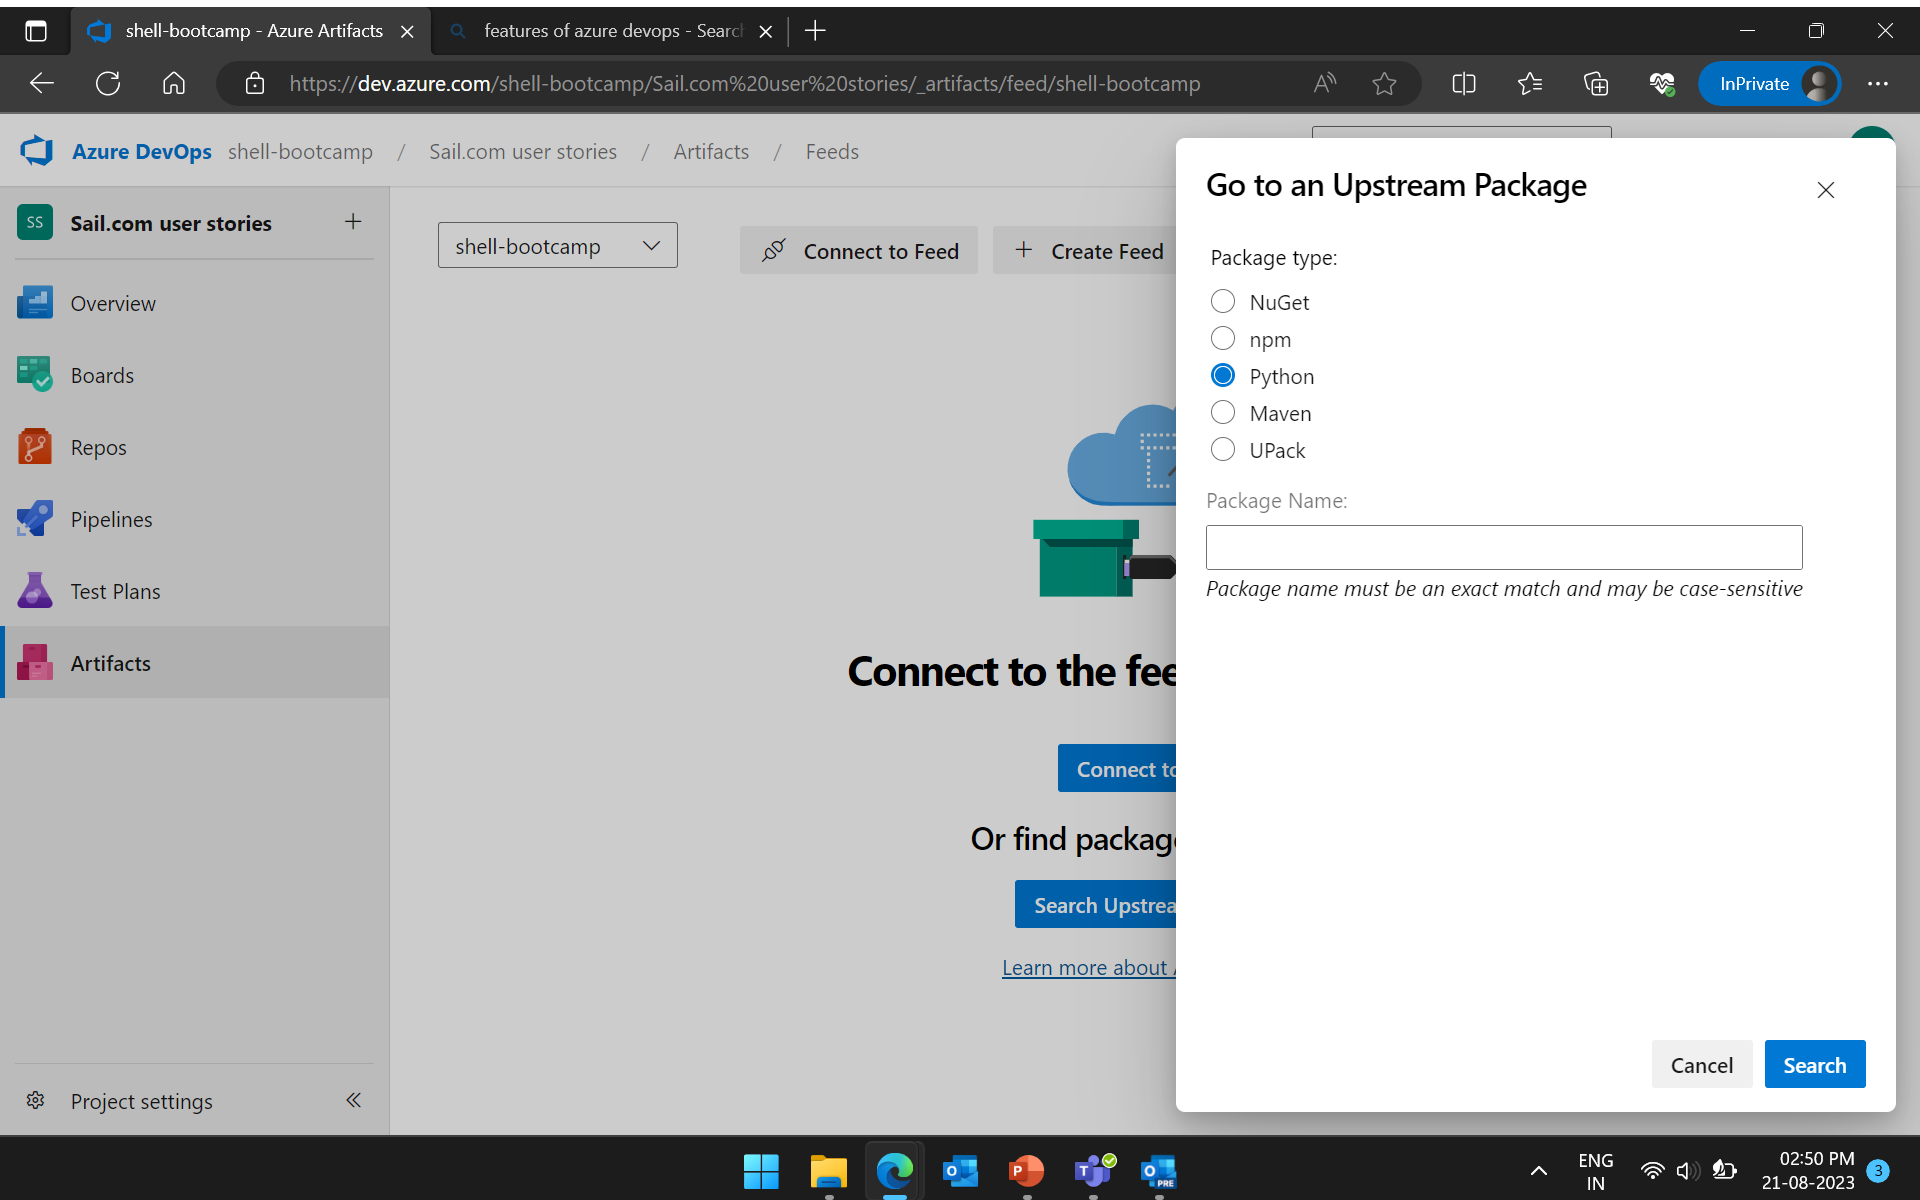 shell-bootcamp - Azure Artifacts
features of azure devops - Search
https://dev.azure.com/shell-bootcamp/Sail.com%20user%20stories/_artifacts/feed/shell-bootcamp
InPrivate
Azure DevOps shell-bootcamp / Sail.com user stories / Artifacts / Feeds
SS Sail.com user stories
Overview
Boards
Repos
Pipelines
Test Plans
Artifacts
Project settings
shell-bootcamp
Connect to Feed
Create Feed
Connect to the fee
Connect to
Or find package
Search Upstrea
Learn more about
Go to an Upstream Package
Package type:
NuGet
npm
Python
Maven
UPack
Package Name:
Package name must be an exact match and may be case-sensitive
Cancel
Search
ENG
IN
02:50 PM
21-08-2023
3